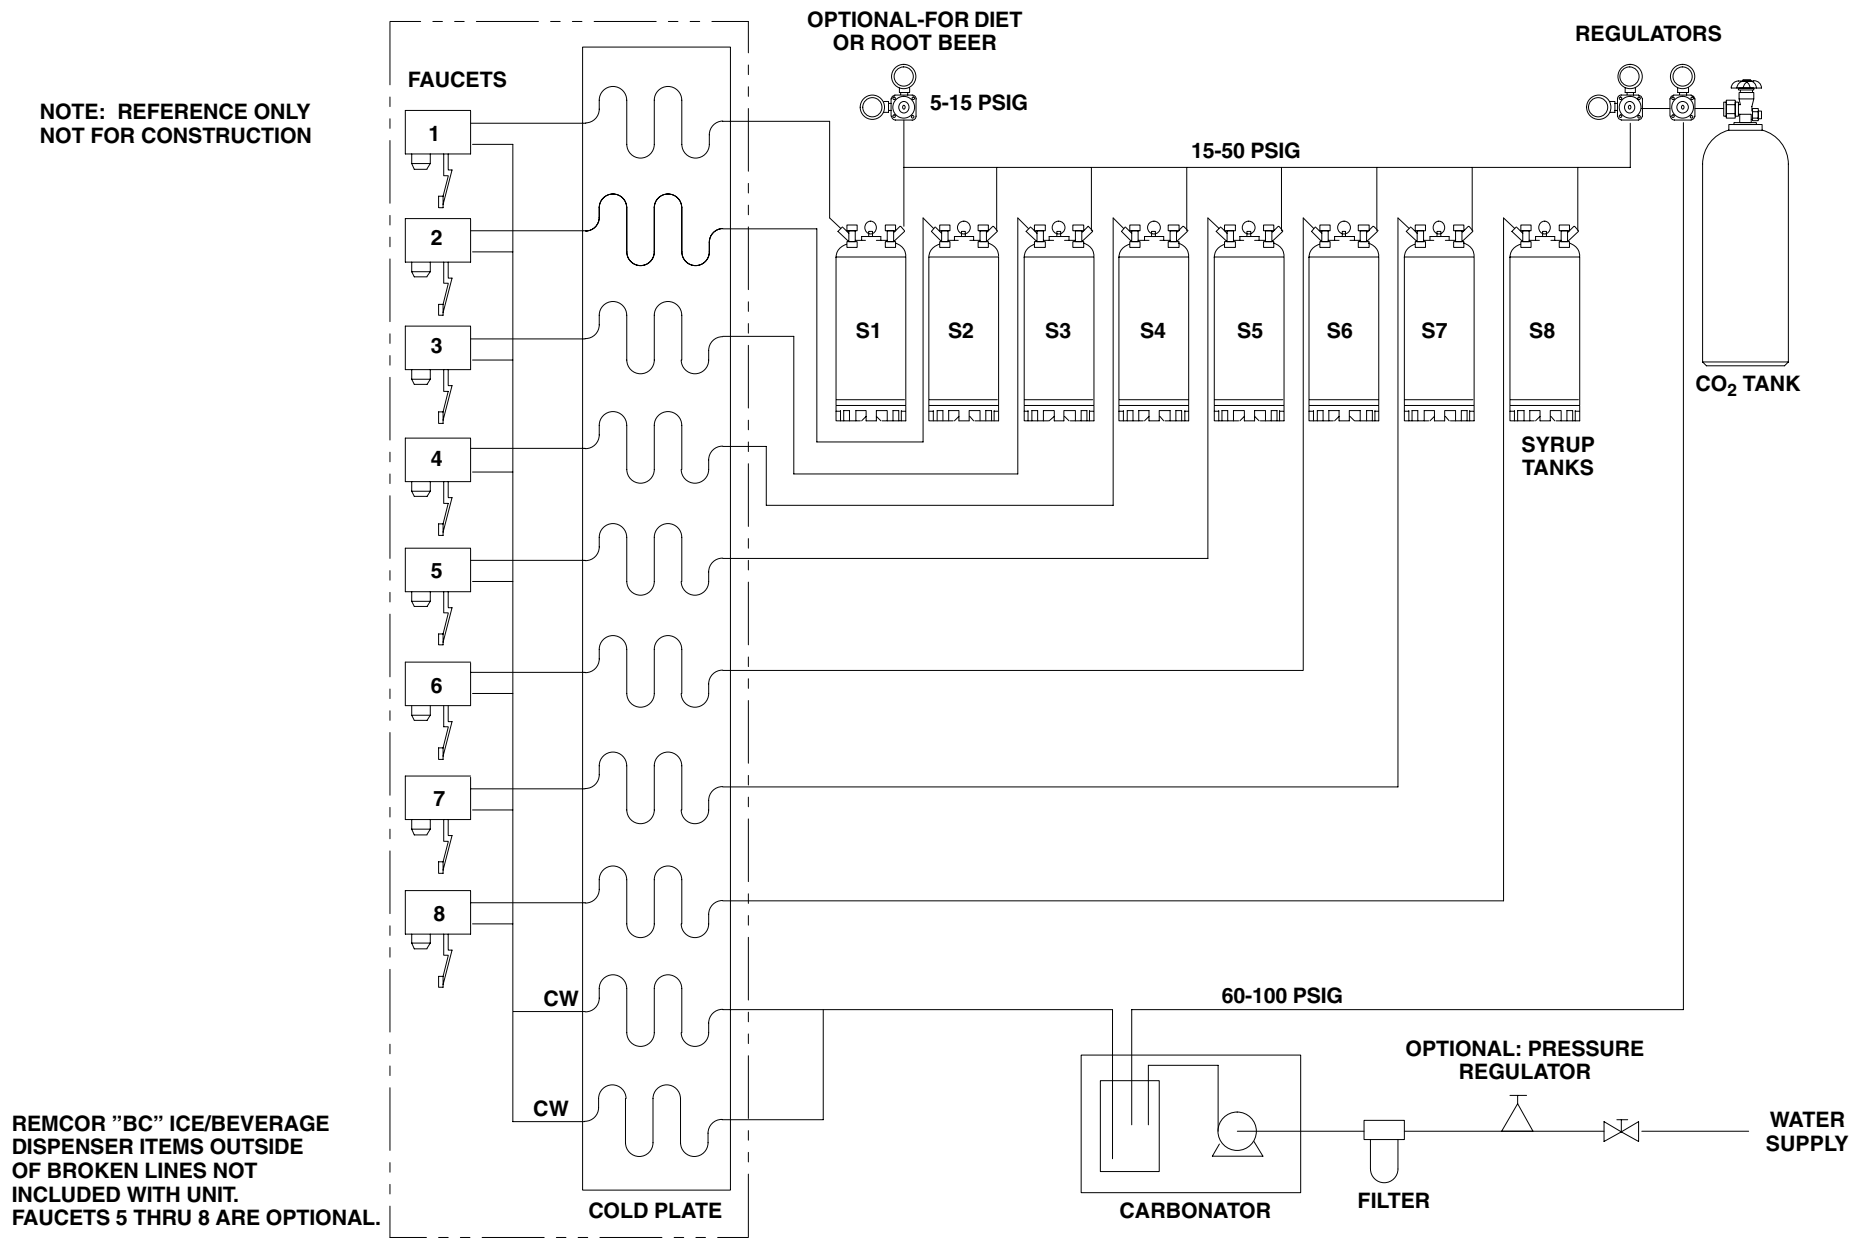 OPTIONAL-FOR DIET
OR ROOT BEER
REGULATORS
FAUCETS
5-15 PSIG
NOTE: REFERENCE ONLY
NOT FOR CONSTRUCTION
15-50 PSIG
1
2
3
4
5
6
7
8
S1
S2
S3
S4
S5
S6
S7
S8
CO2 TANK
SYRUP
TANKS
CW
CW
60-100 PSIG
OPTIONAL: PRESSURE
REGULATOR
WATER
SUPPLY
REMCOR ”BC” ICE/BEVERAGE
DISPENSER ITEMS OUTSIDE
OF BROKEN LINES NOT
INCLUDED WITH UNIT.
FAUCETS 5 THRU 8 ARE OPTIONAL.
COLD PLATE
CARBONATOR
FILTER